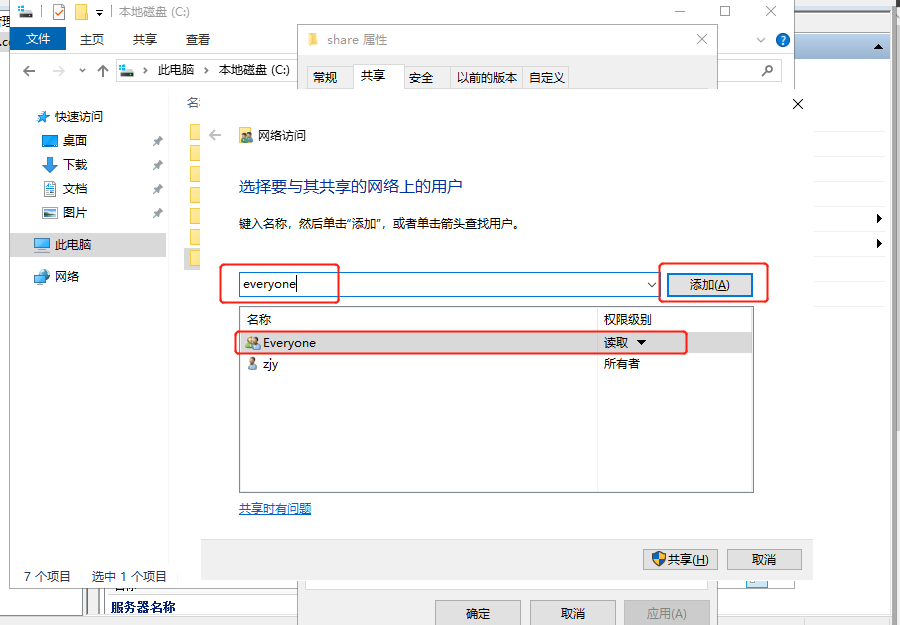 本地磁盘 (C:)
文件 主页 共享 查看
share 属性
此电脑 本地磁盘 (C:)
常规 共享 安全 以前的版本 自定义
快速访问
桌面
下载
文档
图片
此电脑
网络
网络访问
选择要与其共享的网络上的用户
键入名称，然后单击"添加"，或者单击箭头查找用户。
everyone 添加(A)
名称 权限级别
Everyone 读取
zjy 所有者
共享时有问题
共享(H) 取消
7 个项目 选中 1 个项目
服务器名称
确定 取消 应用(A)